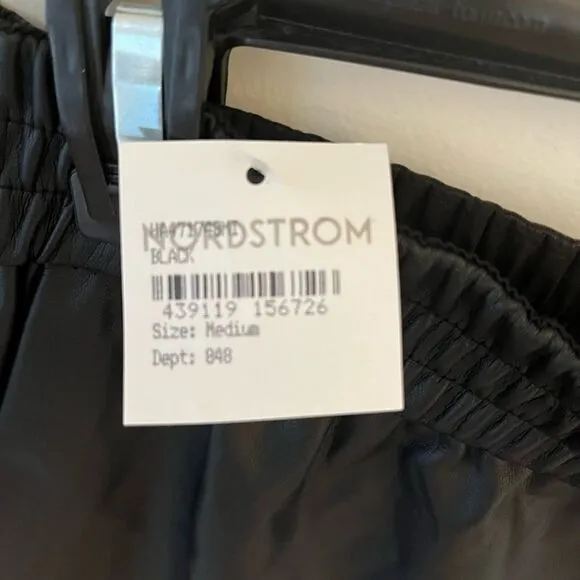 NORDSTROM
BLACK
439119 156726
Size: Medium
Dept: 848